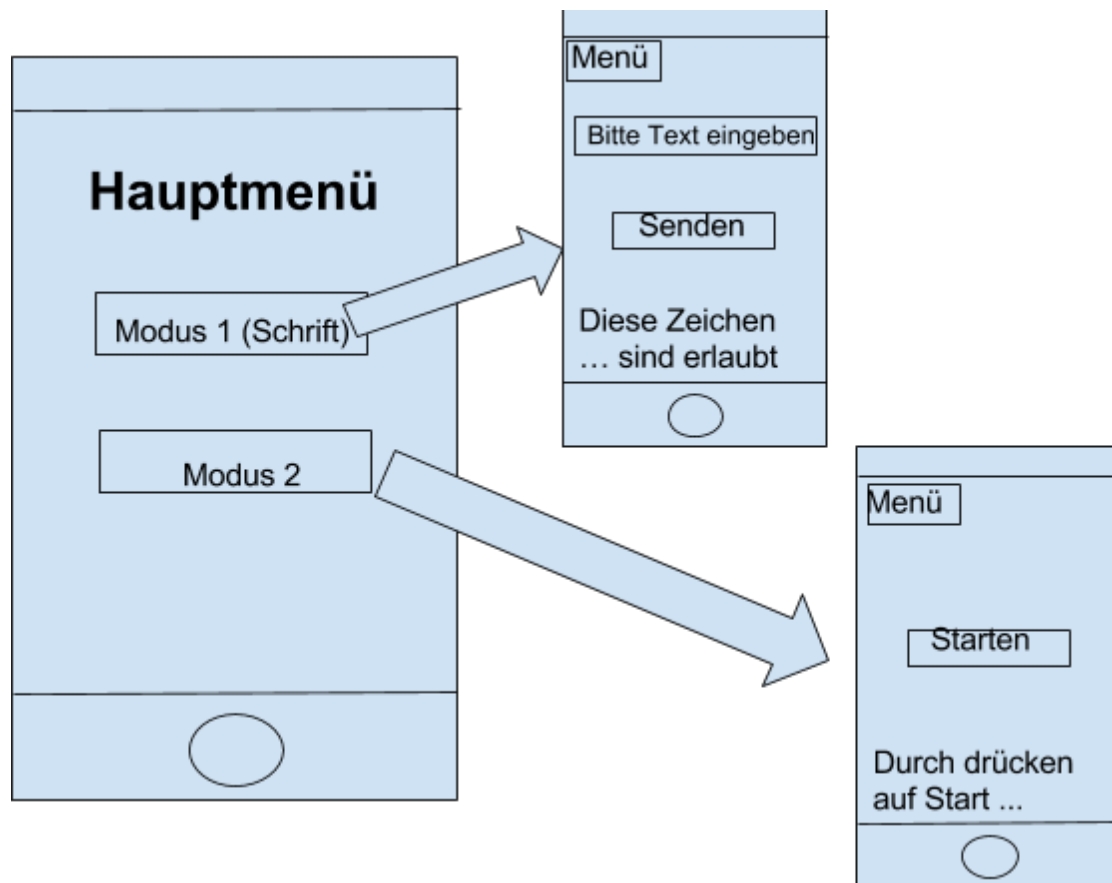 Hauptmenü
Modus 1 (Schrift)
Modus 2
Menü
Bitte Text eingeben
Senden
Diese Zeichen
... sind erlaubt
Menü
Starten
Durch drücken
auf Start ...